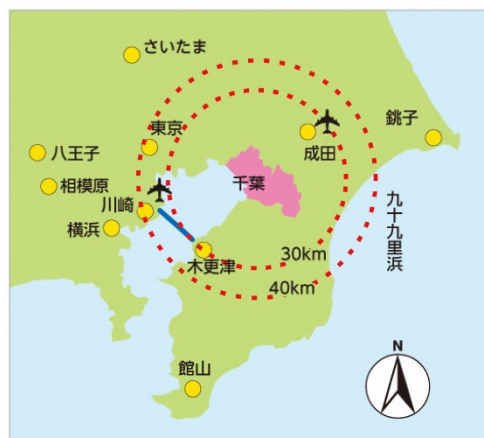 さいたま
東京
成田
銚子
八王子
千葉
相模原
川崎
横浜
九十九里浜
木更津
30km
40km
館山
N